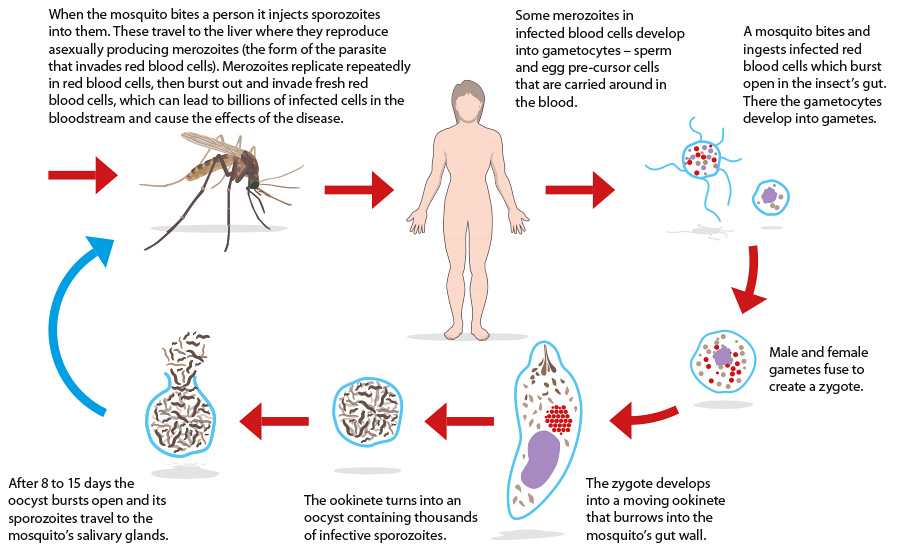 When the mosquito bites a person it injects sporozoites
into them. These travel to the liver where they reproduce
asexually producing merozoites (the form of the parasite
that invades red blood cells). Merozoites replicate repeatedly
in red blood cells, then burst out and invade fresh red
blood cells, which can lead to billions of infected cells in the
bloodstream and cause the effects of the disease.
Some merozoites in
infected blood cells develop
into gametocytes – sperm
and egg pre-cursor cells
that are carried around in
the blood.
A mosquito bites and
ingests infected red
blood cells which burst
open in the insect's gut.
There the gametocytes
develop into gametes.
Male and female
gametes fuse to
create a zygote.
The zygote develops
into a moving ookinete
that burrows into the
mosquito's gut wall.
The ookinete turns into an
oocyst containing thousands
of infective sporozoites.
After 8 to 15 days the
oocyst bursts open and its
sporozoites travel to the
mosquito's salivary glands.